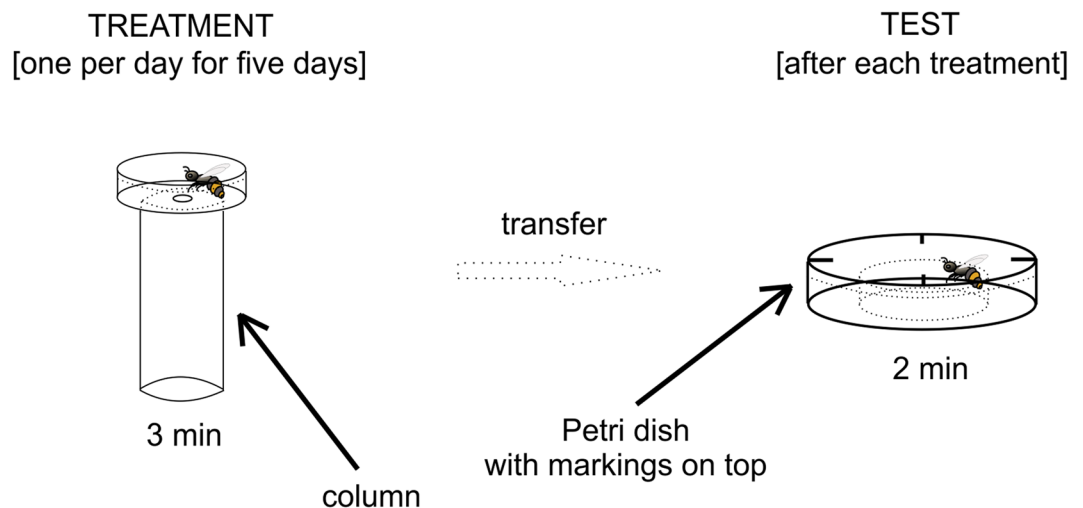 TREATMENT
[one per day for five days]
TEST
[after each treatment]
transfer
3 min
column
Petri dish
with markings on top
2 min